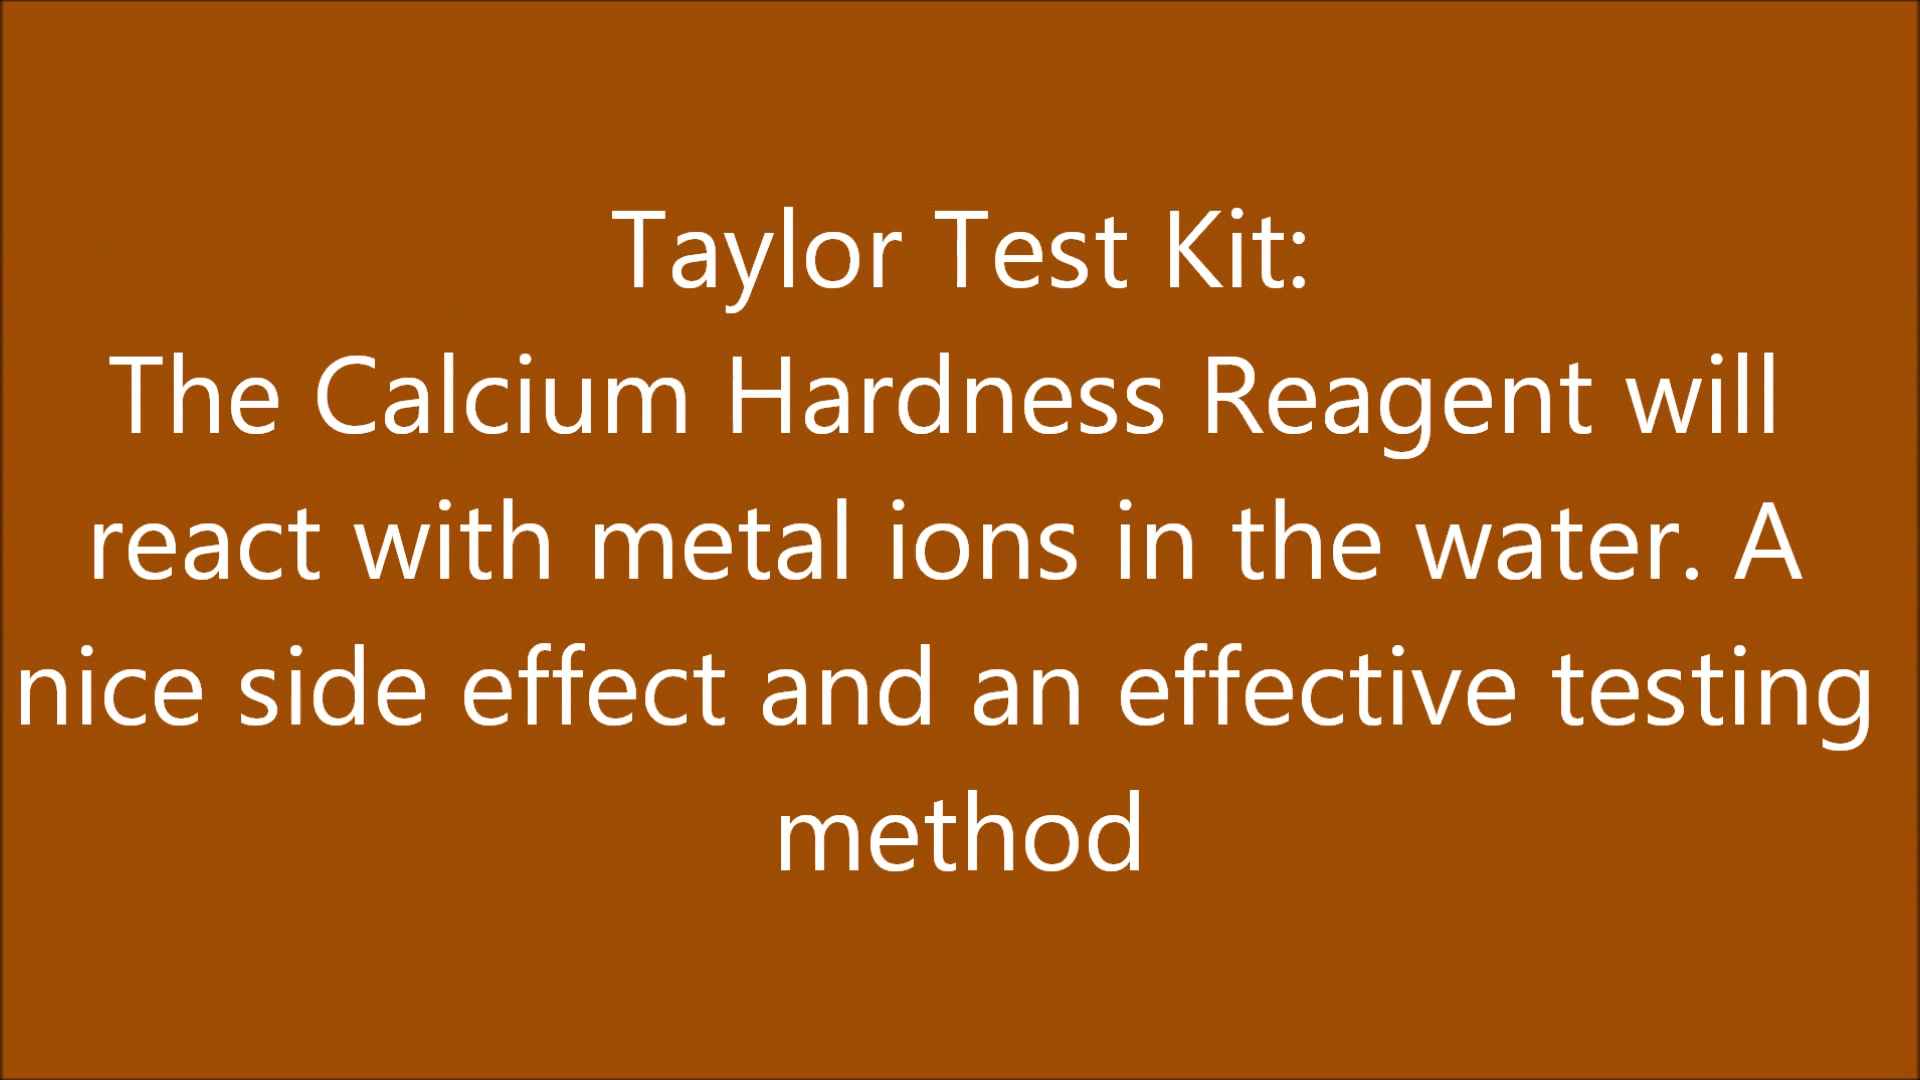 Taylor Test Kit:
The Calcium Hardness Reagent will
react with metal ions in the water. A
nice side effect and an effective testing
method